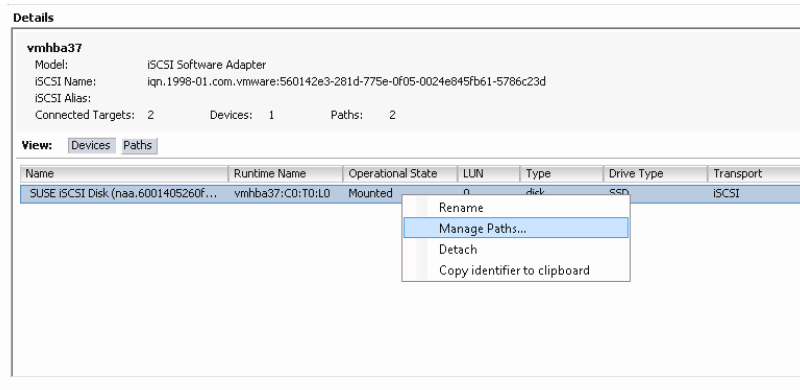 Details
vmhba37
Model: iSCSI Software Adapter
iSCSI Name: iqn.1998-01.com.vmware:560142e3-281d-775e-0f05-0024e845fb61-5786c23d
iSCSI Alias:
Connected Targets: 2 Devices: 1 Paths: 2
View: Devices Paths
Name Runtime Name Operational State LUN Type Drive Type Transport
SUSE iSCSI Disk (naa.6001405260f... vmhba37:C0:T0:L0 Mounted 0 disk SSD iSCSI
Rename
Manage Paths...
Detach
Copy identifier to clipboard